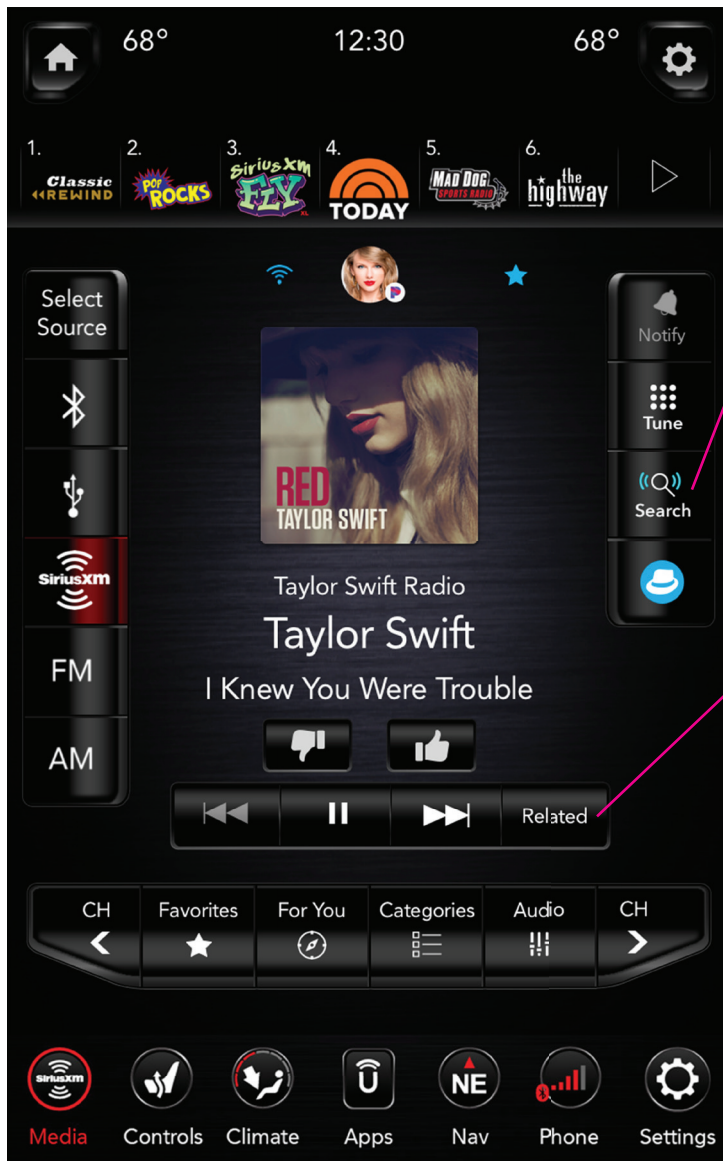 68° 12:30 68°
1. 2. 3. 4. 5. 6.
Classic
REWIND
POP
ROCKS
SiriusXM
FLY
XL
TODAY
MAD DOG
SPORTS RADIO
the
highway
Select
Source
Notify
Tune
Search
SiriusXM
FM
AM
RED
TAYLOR SWIFT
Taylor Swift Radio
Taylor Swift
I Knew You Were Trouble
Related
CH Favorites For You Categories Audio CH
SiriusXM
U
NE
Media Controls Climate Apps Nav Phone Settings